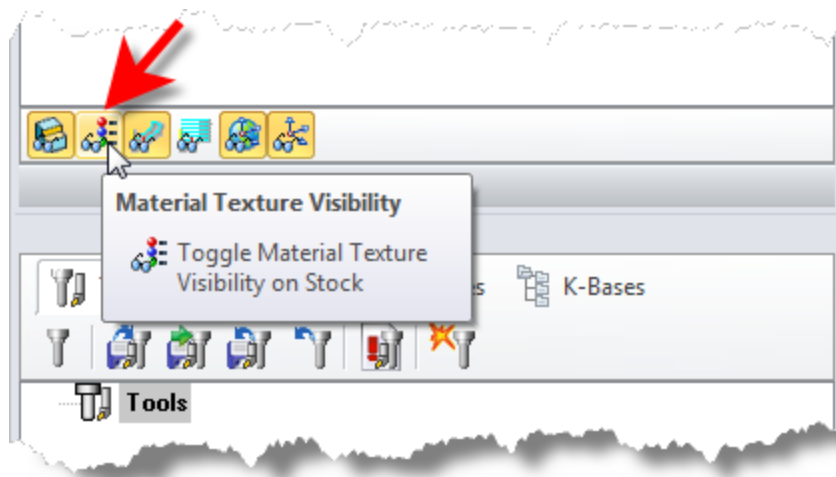 Material Texture Visibility
Toggle Material Texture
Visibility on Stock
K-Bases
Tools